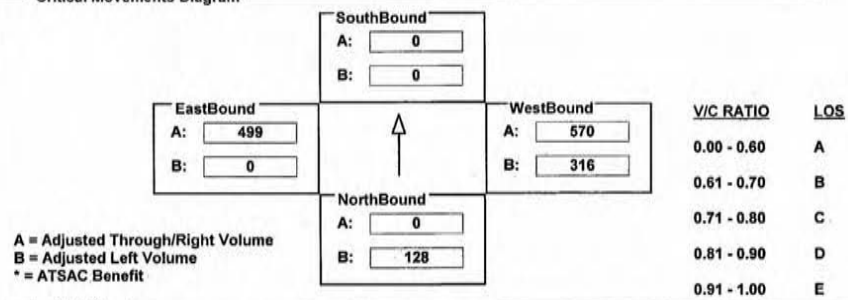 Critical Movements Diagram
SouthBound
A: 0
B: 0
EastBound
A: 499
B: 0
WestBound
A: 570
B: 316
NorthBound
A: 0
B: 128
A = Adjusted Through/Right Volume
B = Adjusted Left Volume
* = ATSAC Benefit
V/C RATIO LOS
0.00 - 0.60 A
0.61 - 0.70 B
0.71 - 0.80 C
0.81 - 0.90 D
0.91 - 1.00 E